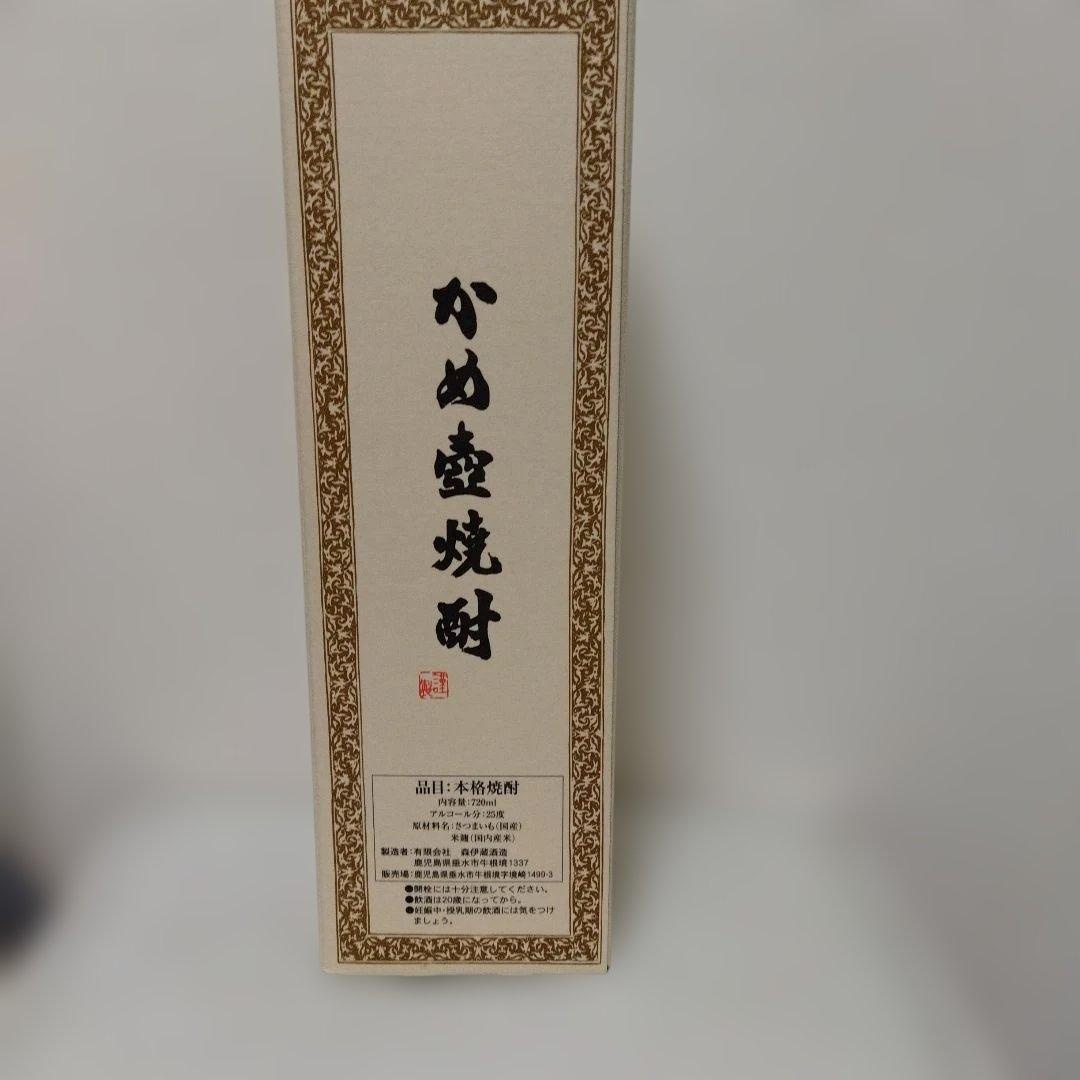 かめ壺焼酎
謹製
品目：本格焼酎
内容量：720ml
アルコール分：25度
原材料名：さつまいも（国産）
米麹（国内産米）
製造者：有限会社　森伊蔵酒造
鹿児島県垂水市牛根境1337
販売場：鹿児島県垂水市牛根境字境崎1499-3
●開栓には十分注意してください。
●飲酒は20歳になってから。
●妊娠中・授乳期の飲酒には気をつけ
ましょう。